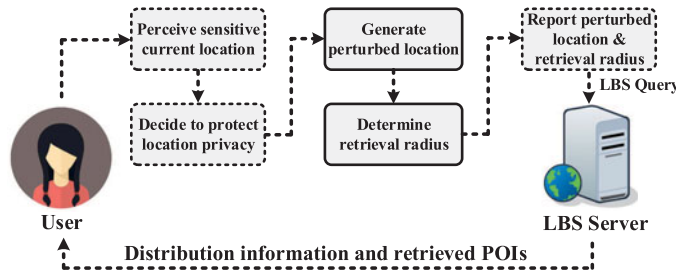 Perceive sensitive
current location
Decide to protect
location privacy
Generate
perturbed location
Determine
retrieval radius
Report perturbed
location &
retrieval radius
LBS Query
User
LBS Server
Distribution information and retrieved POIs